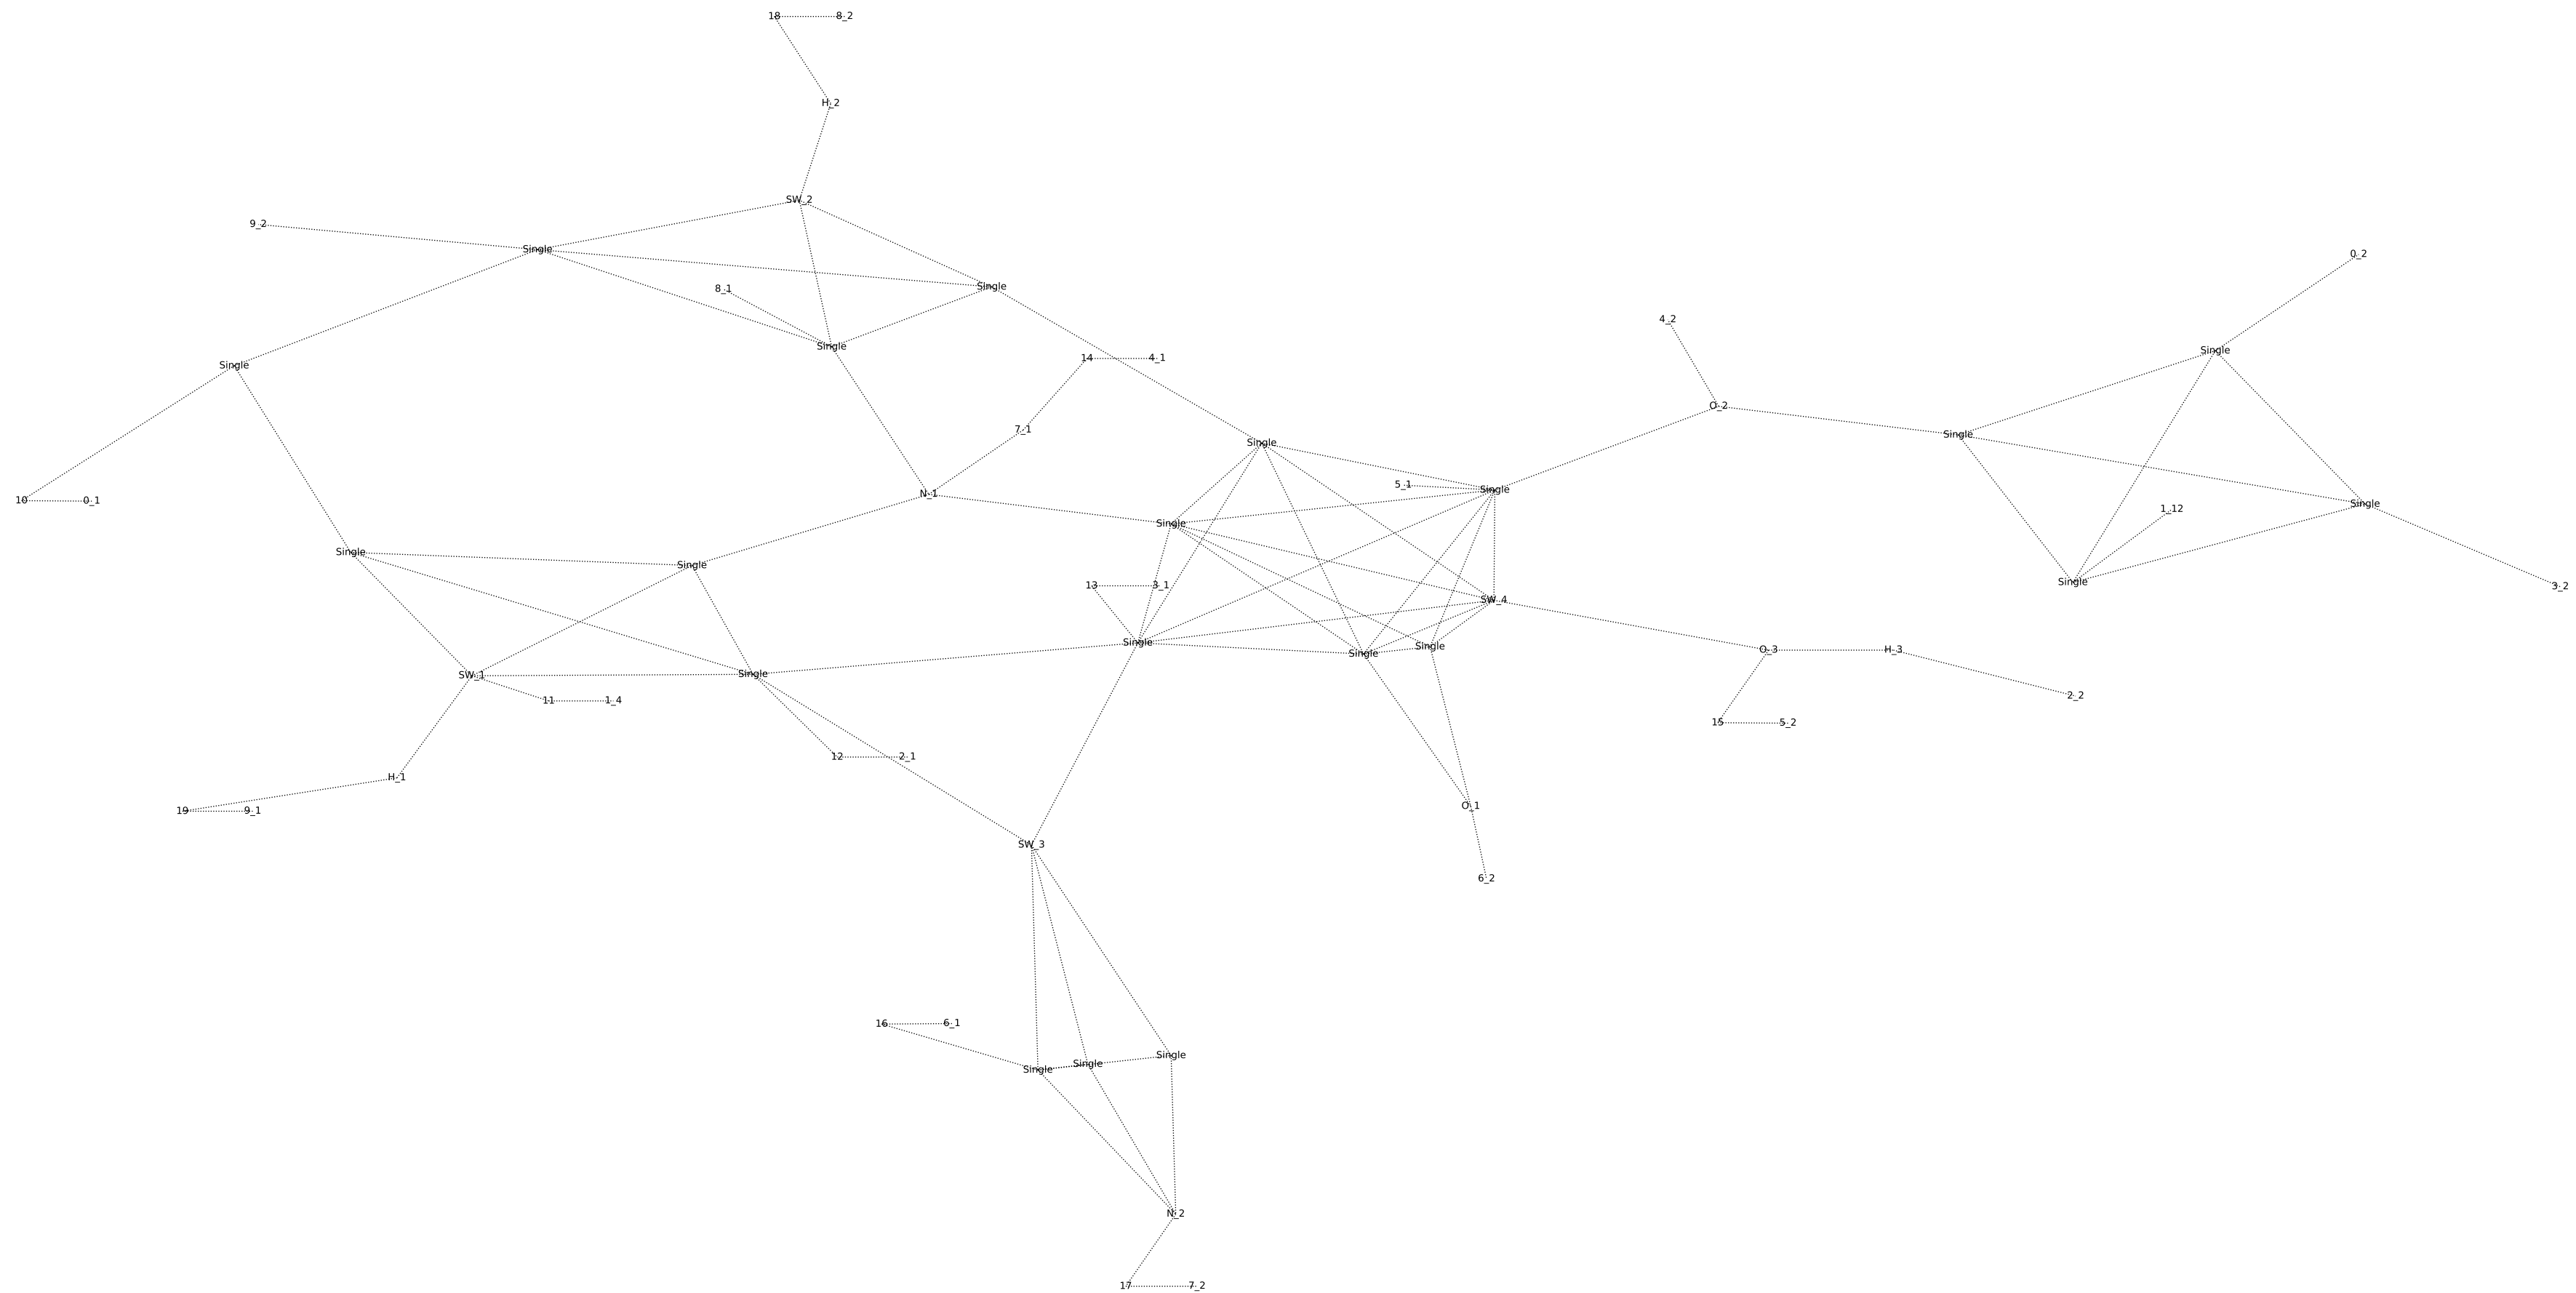 18 8_2
H_2
SW_2
9_2
Single
Single
8_1
Single
14 4_1
Single
7_1
4_2
0_2
Single
O_2
Single
Single
5_1
Single
N_1
10 0_1
Single
1_12
Single
Single
Single
13 3_1
Single
3_2
SW_4
Single
Single
Single
O_3 H_3
SW_1
Single
11 1_4
2_2
15 5_2
12 2_1
H_1
19 9_1
O_1
SW_3
6_2
16 6_1
Single
Single
Single
N_2
17 7_2